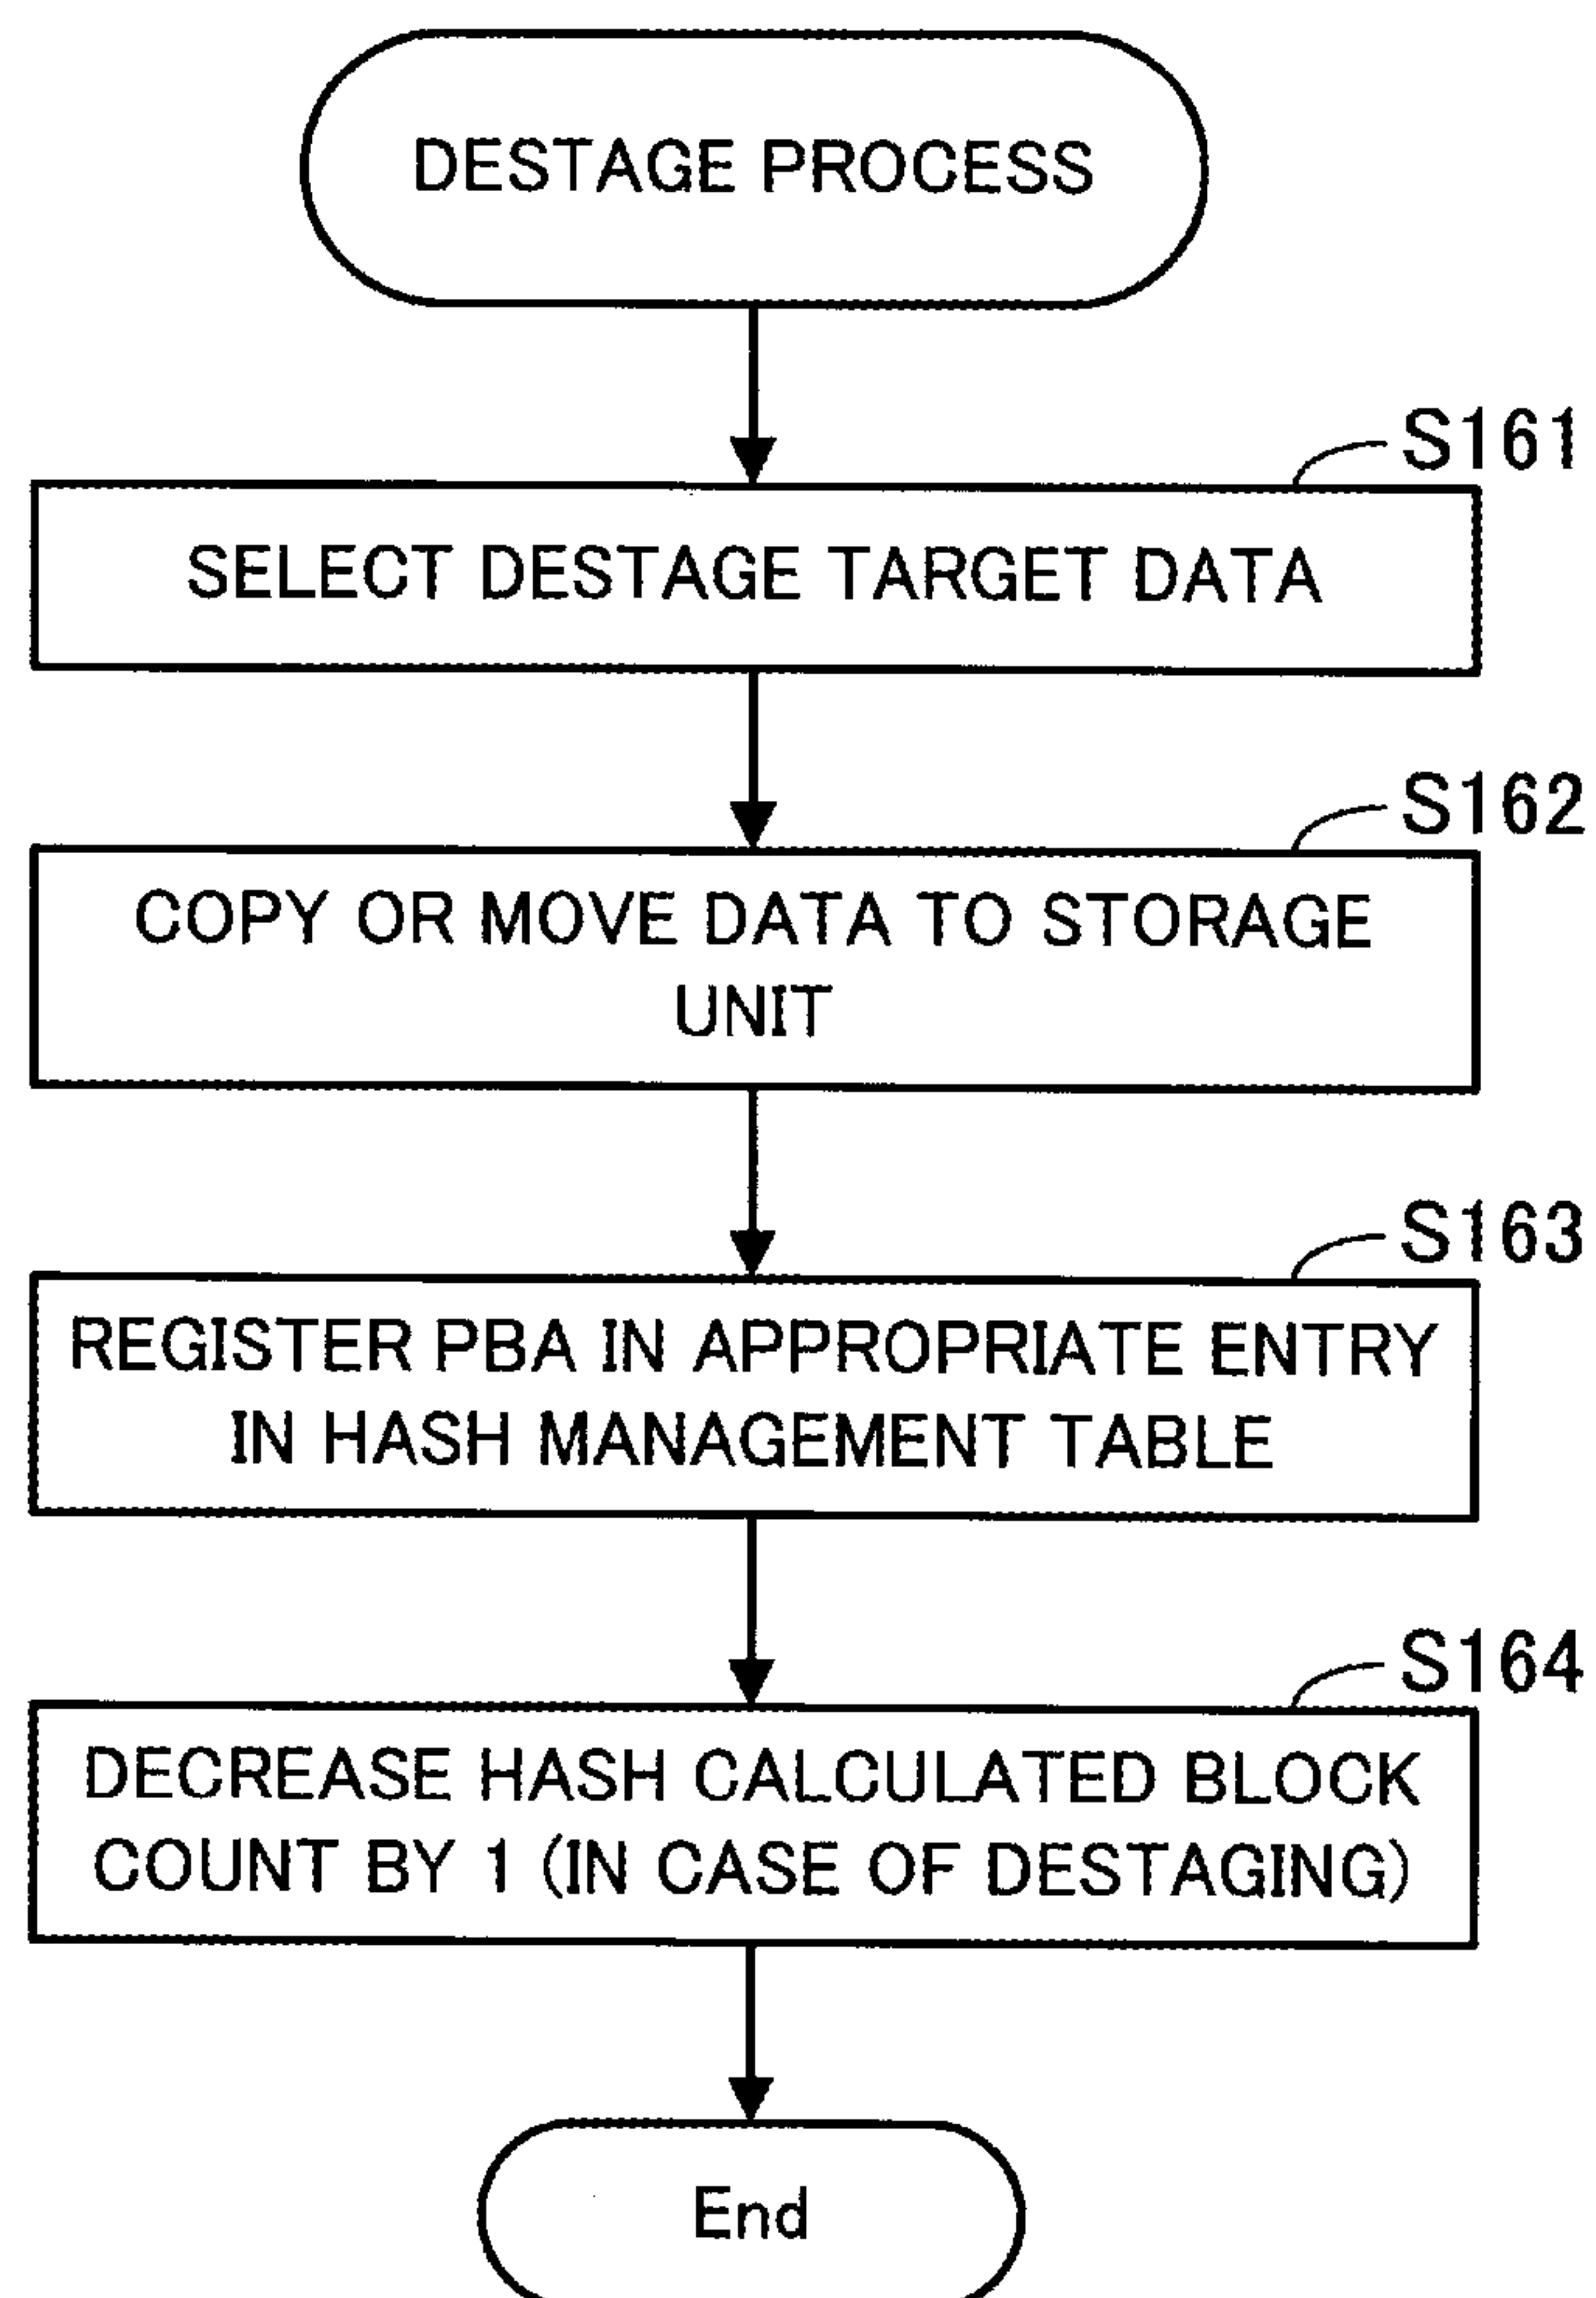 DESTAGE PROCESS
S161
SELECT DESTAGE TARGET DATA
S162
COPY OR MOVE DATA TO STORAGE
UNIT
S163
REGISTER PBA IN APPROPRIATE ENTRY
IN HASH MANAGEMENT TABLE
S164
DECREASE HASH CALCULATED BLOCK
COUNT BY 1 (IN CASE OF DESTAGING)
End